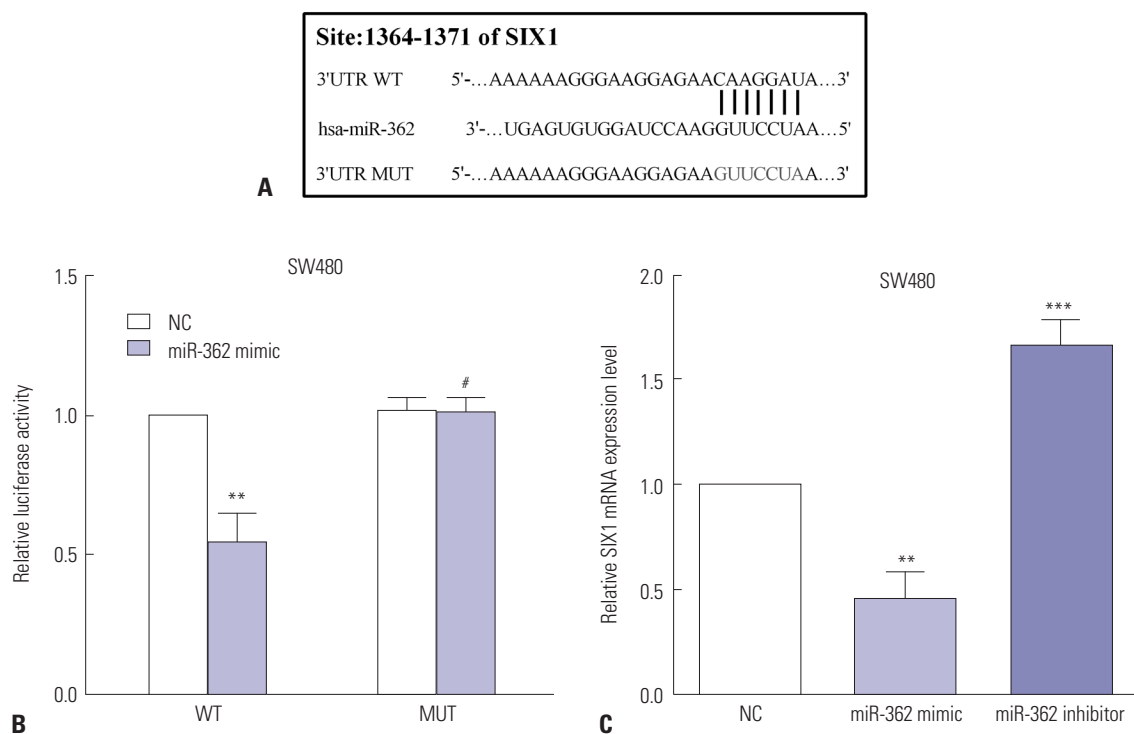 Site:1364-1371 of SIX1
3'UTR WT 5'-…AAAAAAGGGAAGGAGAACAAGGAUA…3'
hsa-miR-362 3'-…UGAGUGUGGAUCCAAGGUUCCUAA…5'
3'UTR MUT 5'-…AAAAAAGGGAAGGAGAAGUUCCUAA…3'
A
SW480
1.5
1.0
0.5
0.0
Relative luciferase activity
NC
miR-362 mimic
**
#
WT MUT
B
SW480
2.0
1.5
1.0
0.5
0.0
Relative SIX1 mRNA expression level
**
***
NC miR-362 mimic miR-362 inhibitor
C